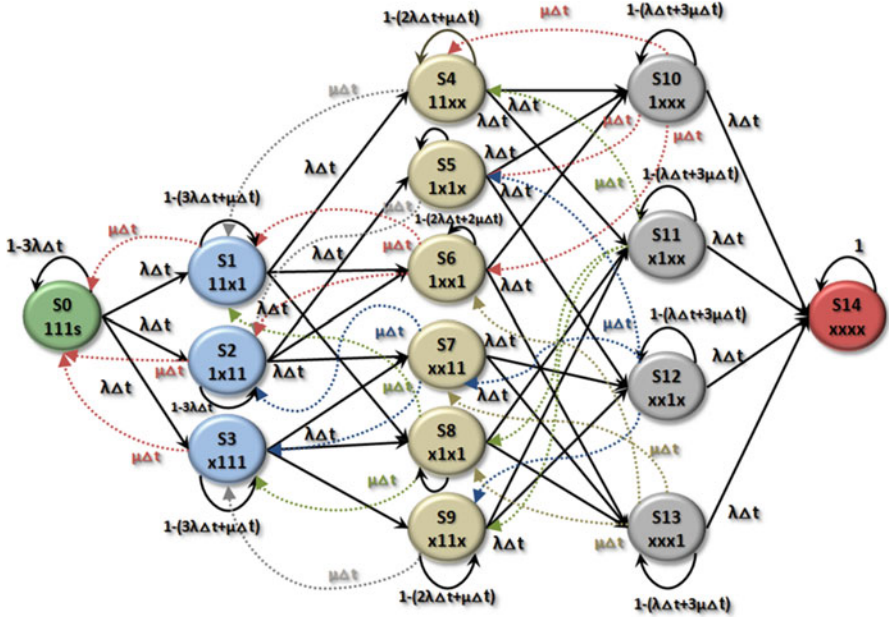 1-(2λΔt+μΔt)
μΔt
1-(λΔt+3μΔt)
S4
11xx
S10
1xxx
μΔt
λΔt
λΔt
λΔt
μΔt
μΔt
λΔt
S5
1x1x
λΔt
λΔt
λΔt
1-(3λΔt+μΔt)
μΔt
μΔt
1-(λΔt+3μΔt)
1-(2λΔt+2μΔt)
1-3λΔt
μΔt
S1
11x1
λΔt
λΔt
μΔt
S6
1xx1
S11
x1xx
λΔt
1
S0
111s
λΔt
S14
xxxx
S2
1x11
λΔt
μΔt
S7
xx11
λΔt
μΔt
1-(λΔt+3μΔt)
λΔt
μΔt
1-3λΔt
μΔt
λΔt
S12
xx1x
λΔt
S3
x111
λΔt
S8
x1x1
μΔt
μΔt
μΔt
S9
x11x
S13
xxx1
λΔt
1-(3λΔt+μΔt)
λΔt
μΔt
μΔt
1-(2λΔt+μΔt)
1-(λΔt+3μΔt)